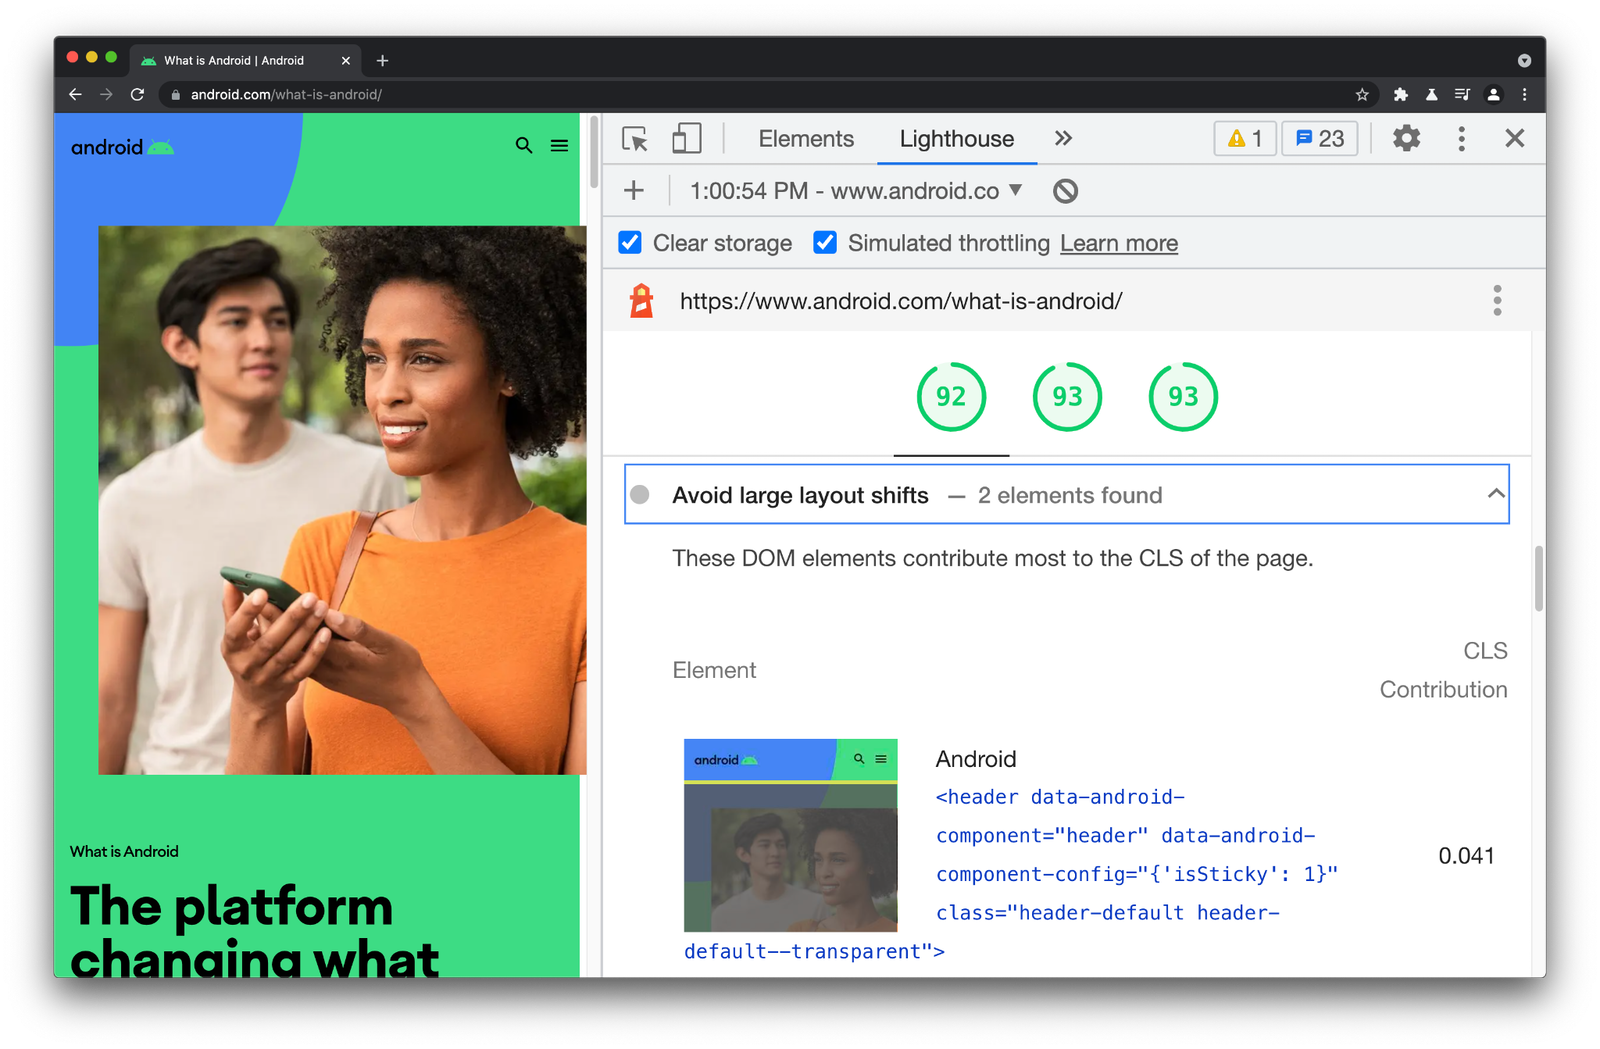 What is Android | Android
android.com/what-is-android/
android
What is Android
The platform
changing what
Elements
Lighthouse
1
23
1:00:54 PM - www.android.co
Clear storage
Simulated throttling
Learn more
https://www.android.com/what-is-android/
92
93
93
Avoid large layout shifts — 2 elements found
These DOM elements contribute most to the CLS of the page.
Element
CLS
Contribution
android
Android
<header data-android-
component="header" data-android-
component-config="{'isSticky': 1}"
class="header-default header-
default--transparent">
0.041